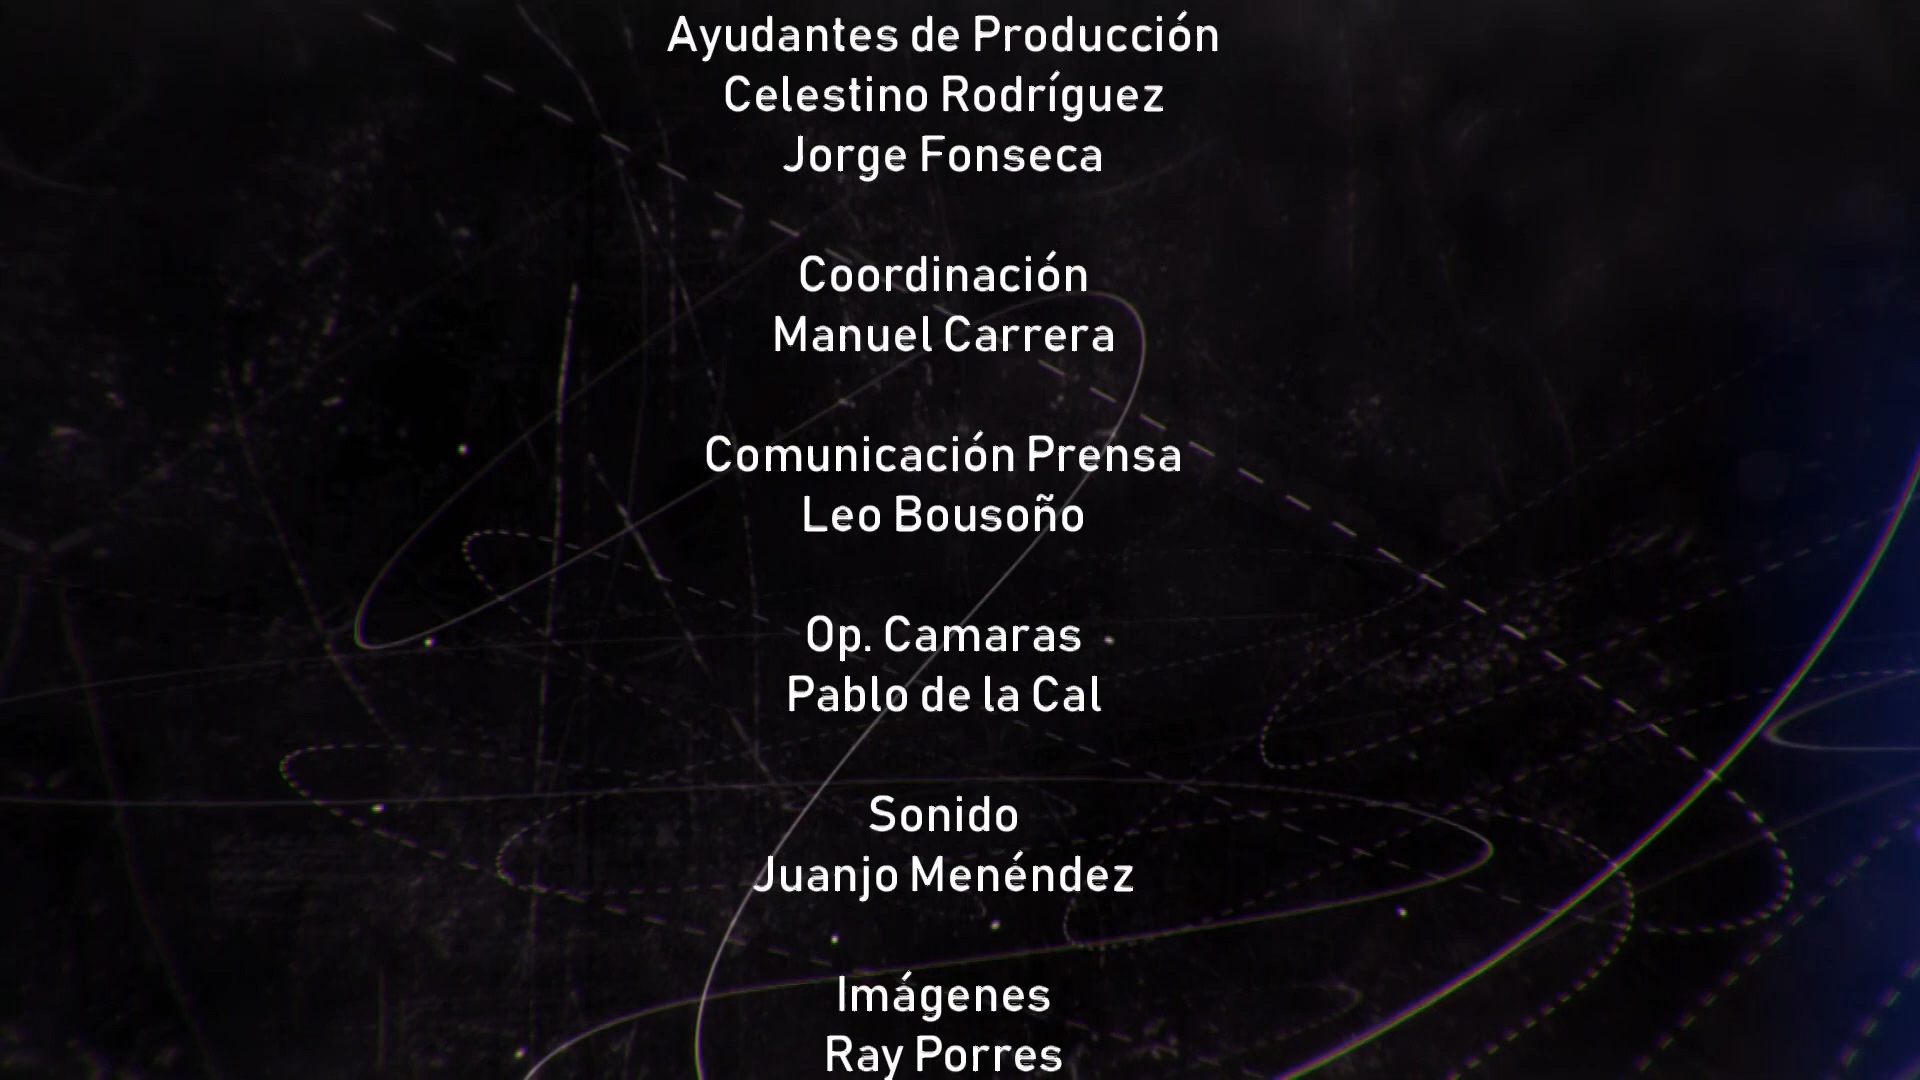 Ayudantes de Producción
Celestino Rodríguez
Jorge Fonseca
Coordinación
Manuel Carrera
Comunicación Prensa
Leo Bousoño
Op. Camaras
Pablo de la Cal
Sonido
Juanjo Menéndez
Imágenes
Ray Porres